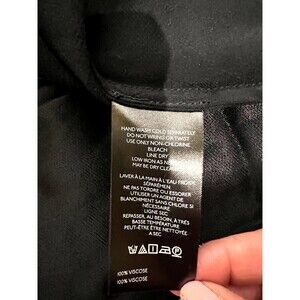 HAND WASH COLD SEPARATELY
DO NOT WRING OR TWIST
USE ONLY NON-CHLORINE
BLEACH
LINE DRY
LOW IRON AS NEEDED
MAY BE DRY CLEANED
LAVER À LA MAIN À L'EAU FROIDE
SÉPARÉMEN
NE PAS TORDRE OU ESSORER
UTILISER UN AGENT DE
BLANCHIMENT SANS CHLORE SI
NÉCESSAIRE
LIGNE SEC
REPASSER, AU BESOIN, À TRÈS
BASSE TEMPÉRATURE
PEUT-ÊTRE ÊTRE NETTOYÉE
A SEC
100% VISCOSE
100% VISCOSE